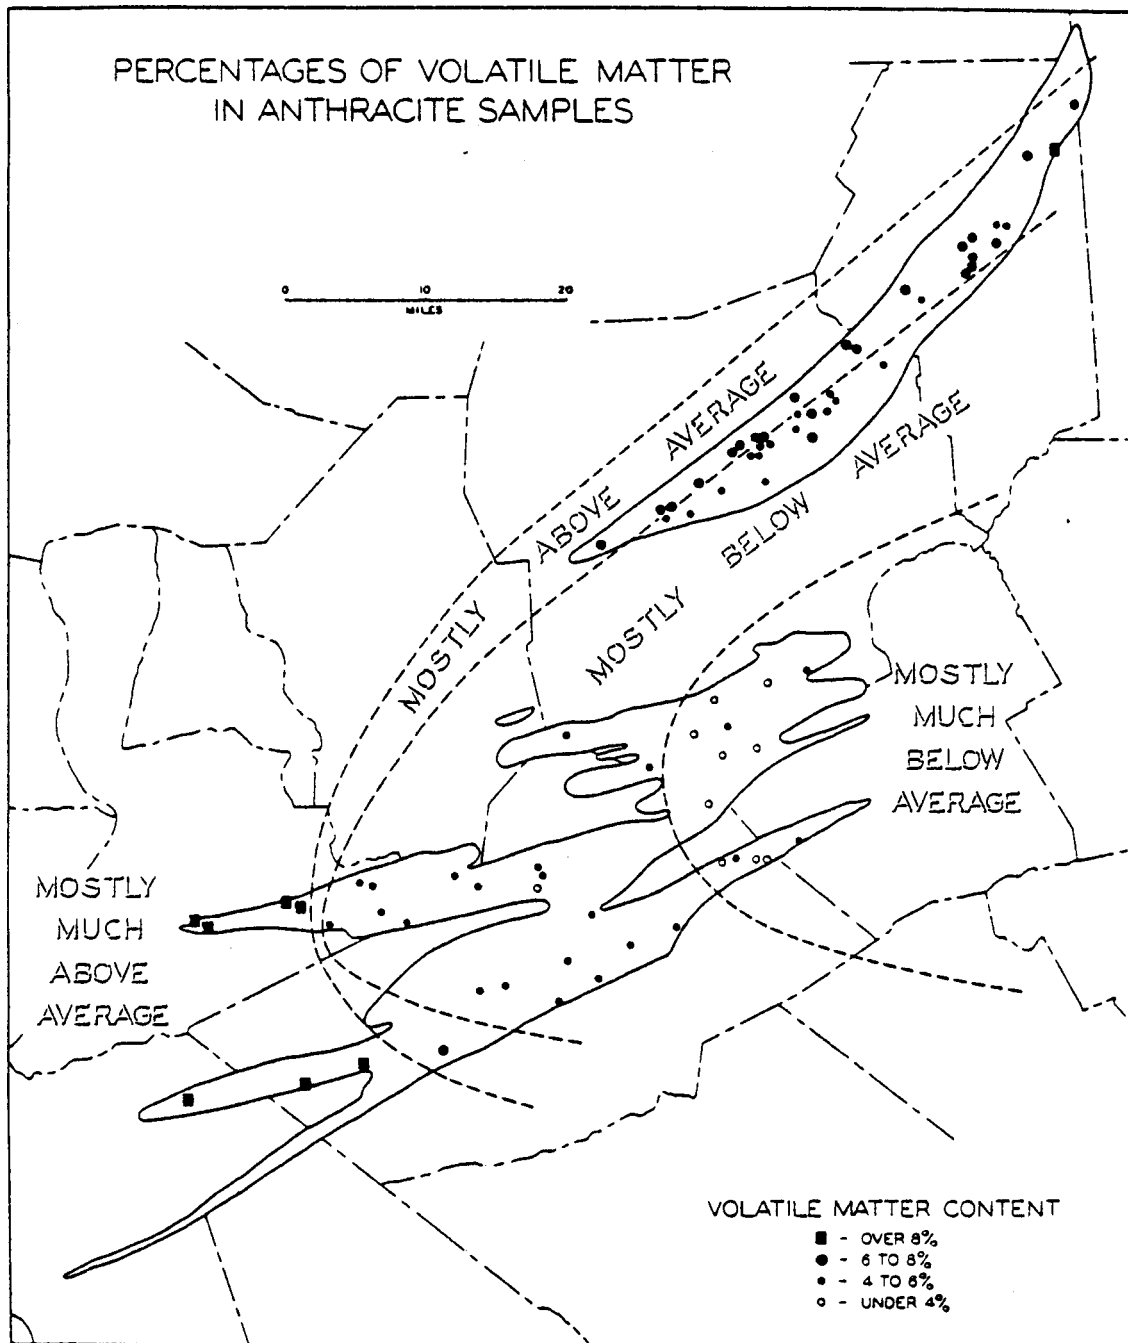 PERCENTAGES OF VOLATILE MATTER
IN ANTHRACITE SAMPLES
0 10 20
MILES
MOSTLY ABOVE AVERAGE
MOSTLY BELOW AVERAGE
MOSTLY
MUCH
BELOW
AVERAGE
MOSTLY
MUCH
ABOVE
AVERAGE
VOLATILE MATTER CONTENT
■ - OVER 8%
● - 6 TO 8%
• - 4 TO 6%
○ - UNDER 4%